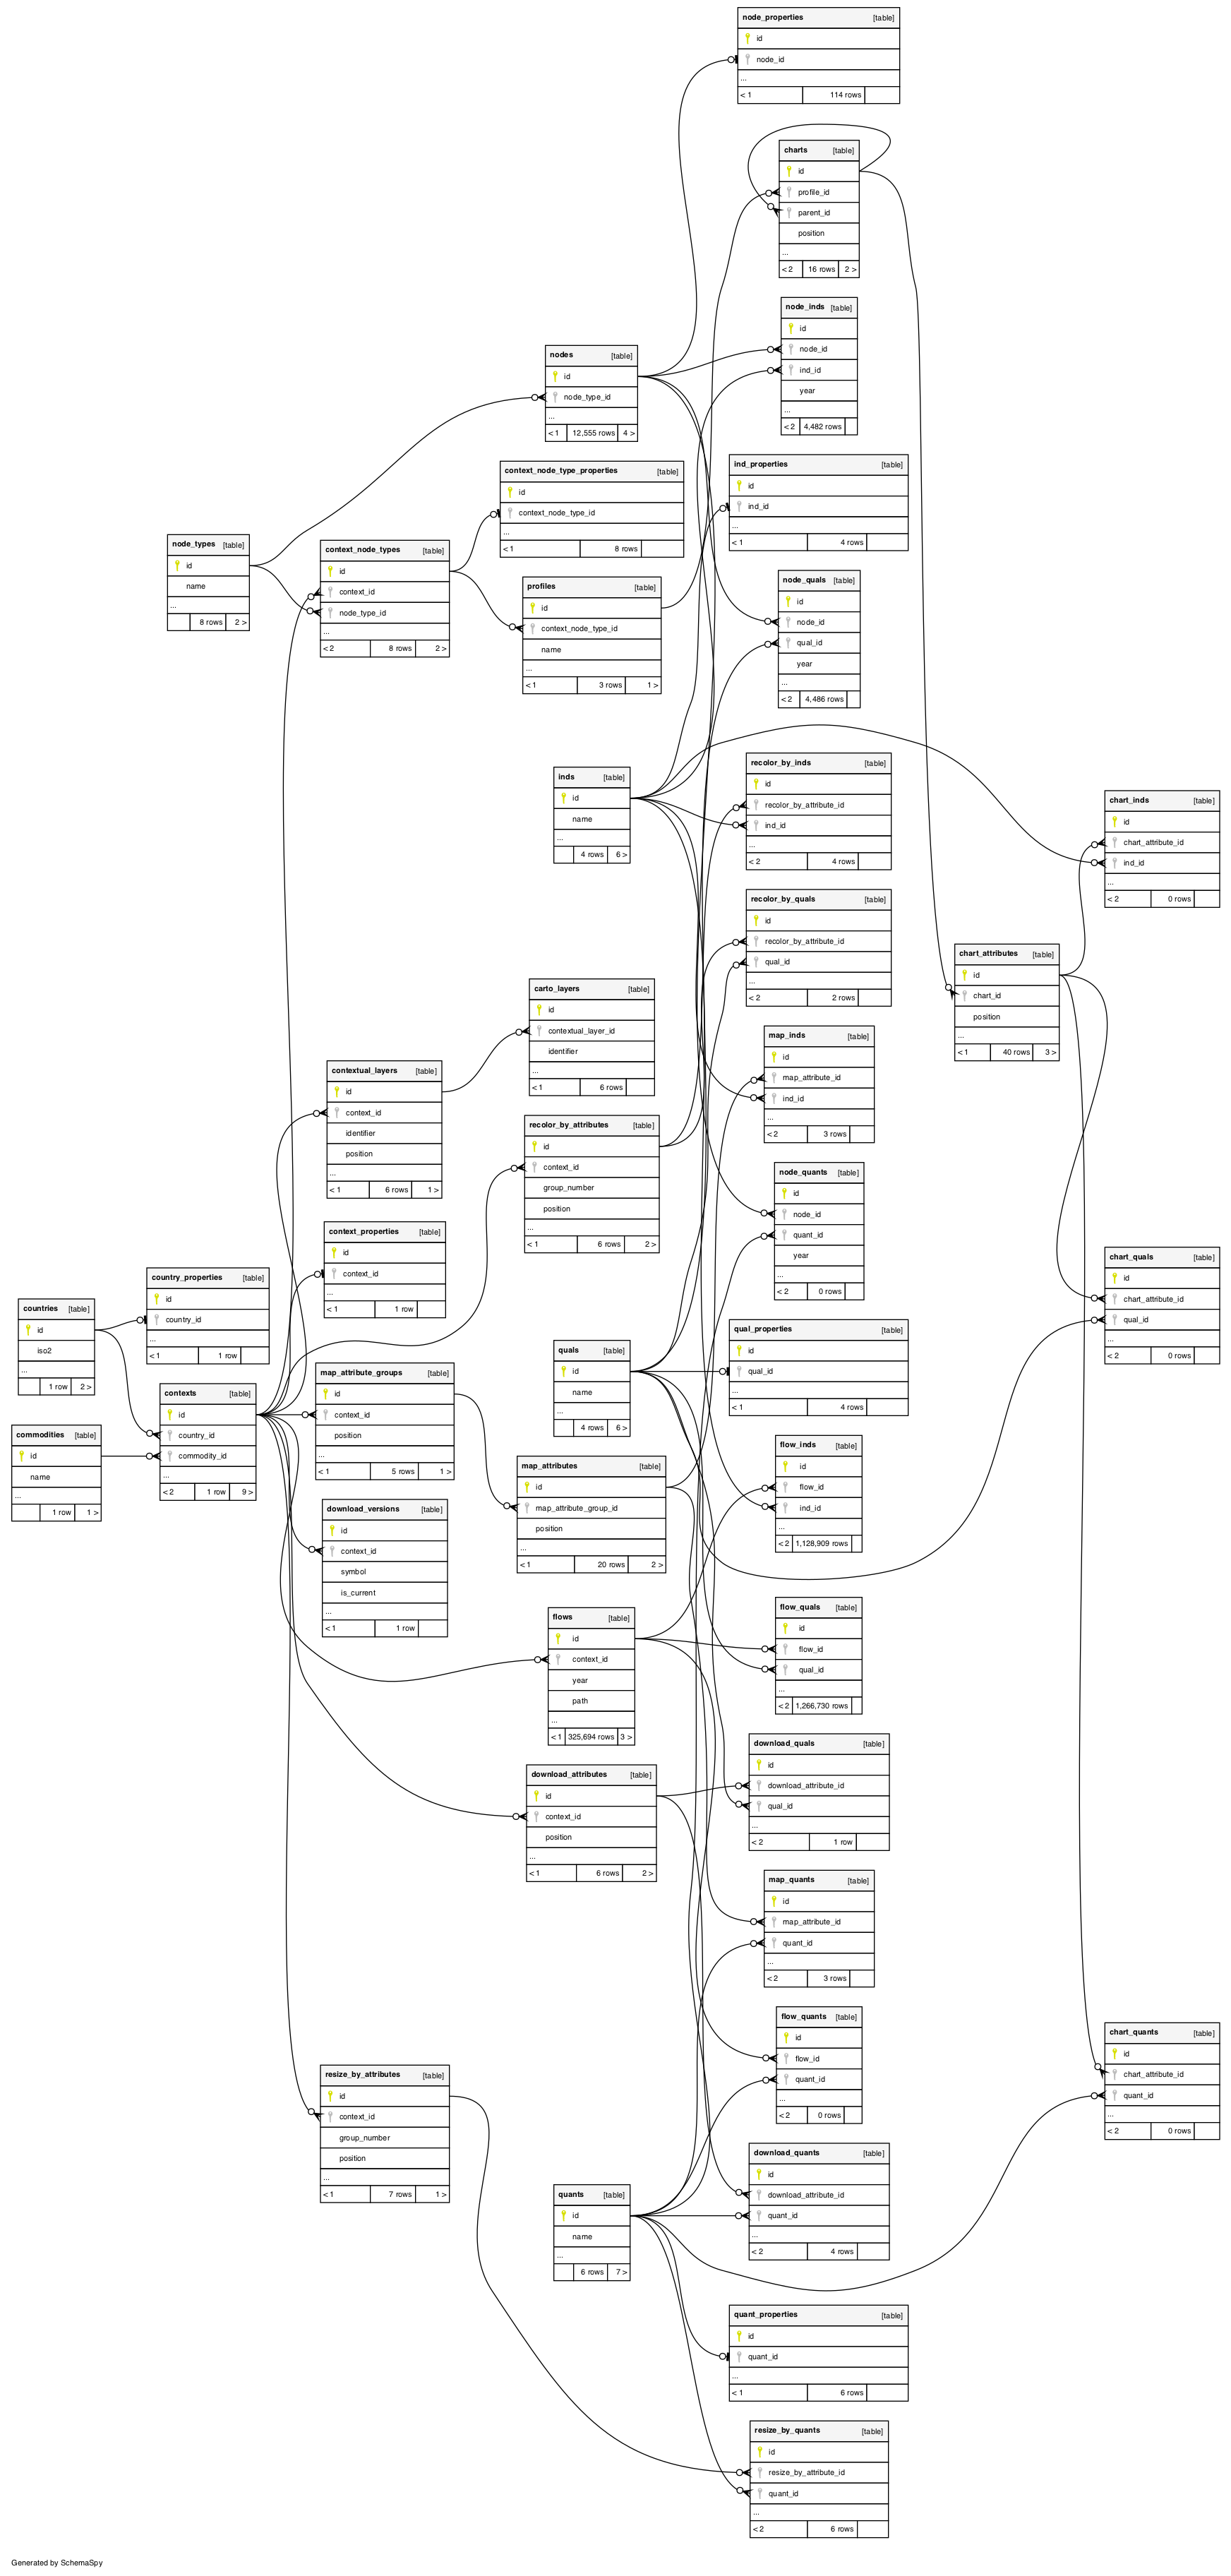 node_properties [table]
id
node_id
...
< 1 114 rows
charts [table]
id
profile_id
parent_id
position
...
< 2 16 rows 2 >
node_inds [table]
id
node_id
ind_id
year
...
< 2 4,482 rows
nodes [table]
id
node_type_id
...
< 1 12,555 rows 4 >
context_node_type_properties [table]
id
context_node_type_id
...
< 1 8 rows
ind_properties [table]
id
ind_id
...
< 1 4 rows
node_types [table]
id
name
...
8 rows 2 >
context_node_types [table]
id
context_id
node_type_id
...
< 2 8 rows 2 >
profiles [table]
id
context_node_type_id
name
...
< 1 3 rows 1 >
node_quals [table]
id
node_id
qual_id
year
...
< 2 4,486 rows
inds [table]
id
name
...
4 rows 6 >
recolor_by_inds [table]
id
recolor_by_attribute_id
ind_id
...
< 2 4 rows
chart_inds [table]
id
chart_attribute_id
ind_id
...
< 2 0 rows
recolor_by_quals [table]
id
recolor_by_attribute_id
qual_id
...
< 2 2 rows
chart_attributes [table]
id
chart_id
position
...
< 1 40 rows 3 >
carto_layers [table]
id
contextual_layer_id
identifier
...
< 1 6 rows
map_inds [table]
id
map_attribute_id
ind_id
...
< 2 3 rows
contextual_layers [table]
id
context_id
identifier
position
...
< 1 6 rows 1 >
recolor_by_attributes [table]
id
context_id
group_number
position
...
< 1 6 rows 2 >
node_quants [table]
id
node_id
quant_id
year
...
< 2 0 rows
context_properties [table]
id
context_id
...
< 1 1 row
country_properties [table]
id
country_id
...
< 1 1 row
countries [table]
id
iso2
...
1 row 2 >
chart_quals [table]
id
chart_attribute_id
qual_id
...
< 2 0 rows
quals [table]
id
name
...
4 rows 6 >
qual_properties [table]
id
qual_id
...
< 1 4 rows
contexts [table]
id
country_id
commodity_id
...
< 2 1 row 9 >
map_attribute_groups [table]
id
context_id
position
...
< 1 5 rows 1 >
commodities [table]
id
name
...
1 row 1 >
flow_inds [table]
id
flow_id
ind_id
...
< 2 1,128,909 rows
map_attributes [table]
id
map_attribute_group_id
position
...
< 1 20 rows 2 >
download_versions [table]
id
context_id
symbol
is_current
...
< 1 1 row
flows [table]
id
context_id
year
path
...
< 1 325,694 rows 3 >
flow_quals [table]
id
flow_id
qual_id
...
< 2 1,266,730 rows
download_quals [table]
id
download_attribute_id
qual_id
...
< 2 1 row
download_attributes [table]
id
context_id
position
...
< 1 6 rows 2 >
map_quants [table]
id
map_attribute_id
quant_id
...
< 2 3 rows
flow_quants [table]
id
flow_id
quant_id
...
< 2 0 rows
chart_quants [table]
id
chart_attribute_id
quant_id
...
< 2 0 rows
resize_by_attributes [table]
id
context_id
group_number
position
...
< 1 7 rows 1 >
download_quants [table]
id
download_attribute_id
quant_id
...
< 2 4 rows
quants [table]
id
name
...
6 rows 7 >
quant_properties [table]
id
quant_id
...
< 1 6 rows
resize_by_quants [table]
id
resize_by_attribute_id
quant_id
...
< 2 6 rows
Generated by SchemaSpy